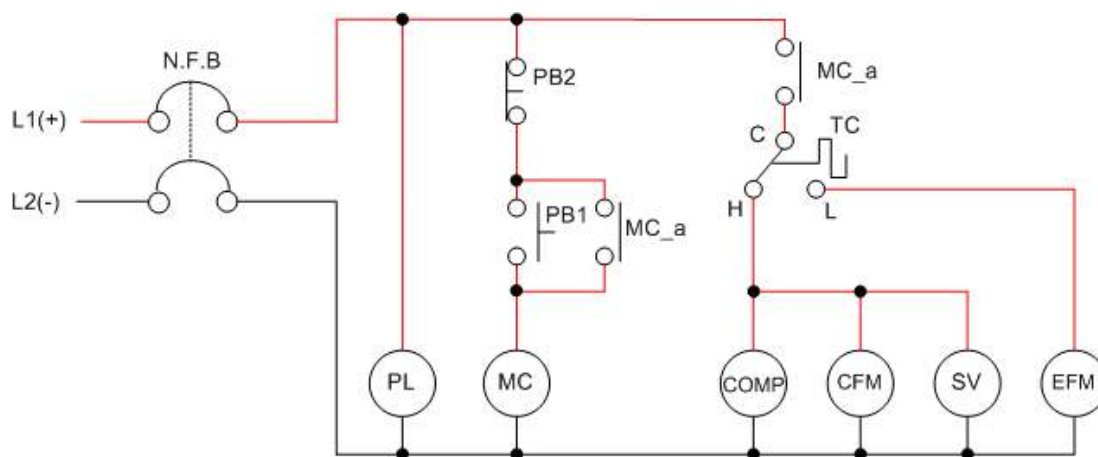 N.F.B
L1(+)
L2(-)
PB2
PB1
MC_a
MC_a
C
TC
H
L
PL
MC
COMP
CFM
SV
EFM